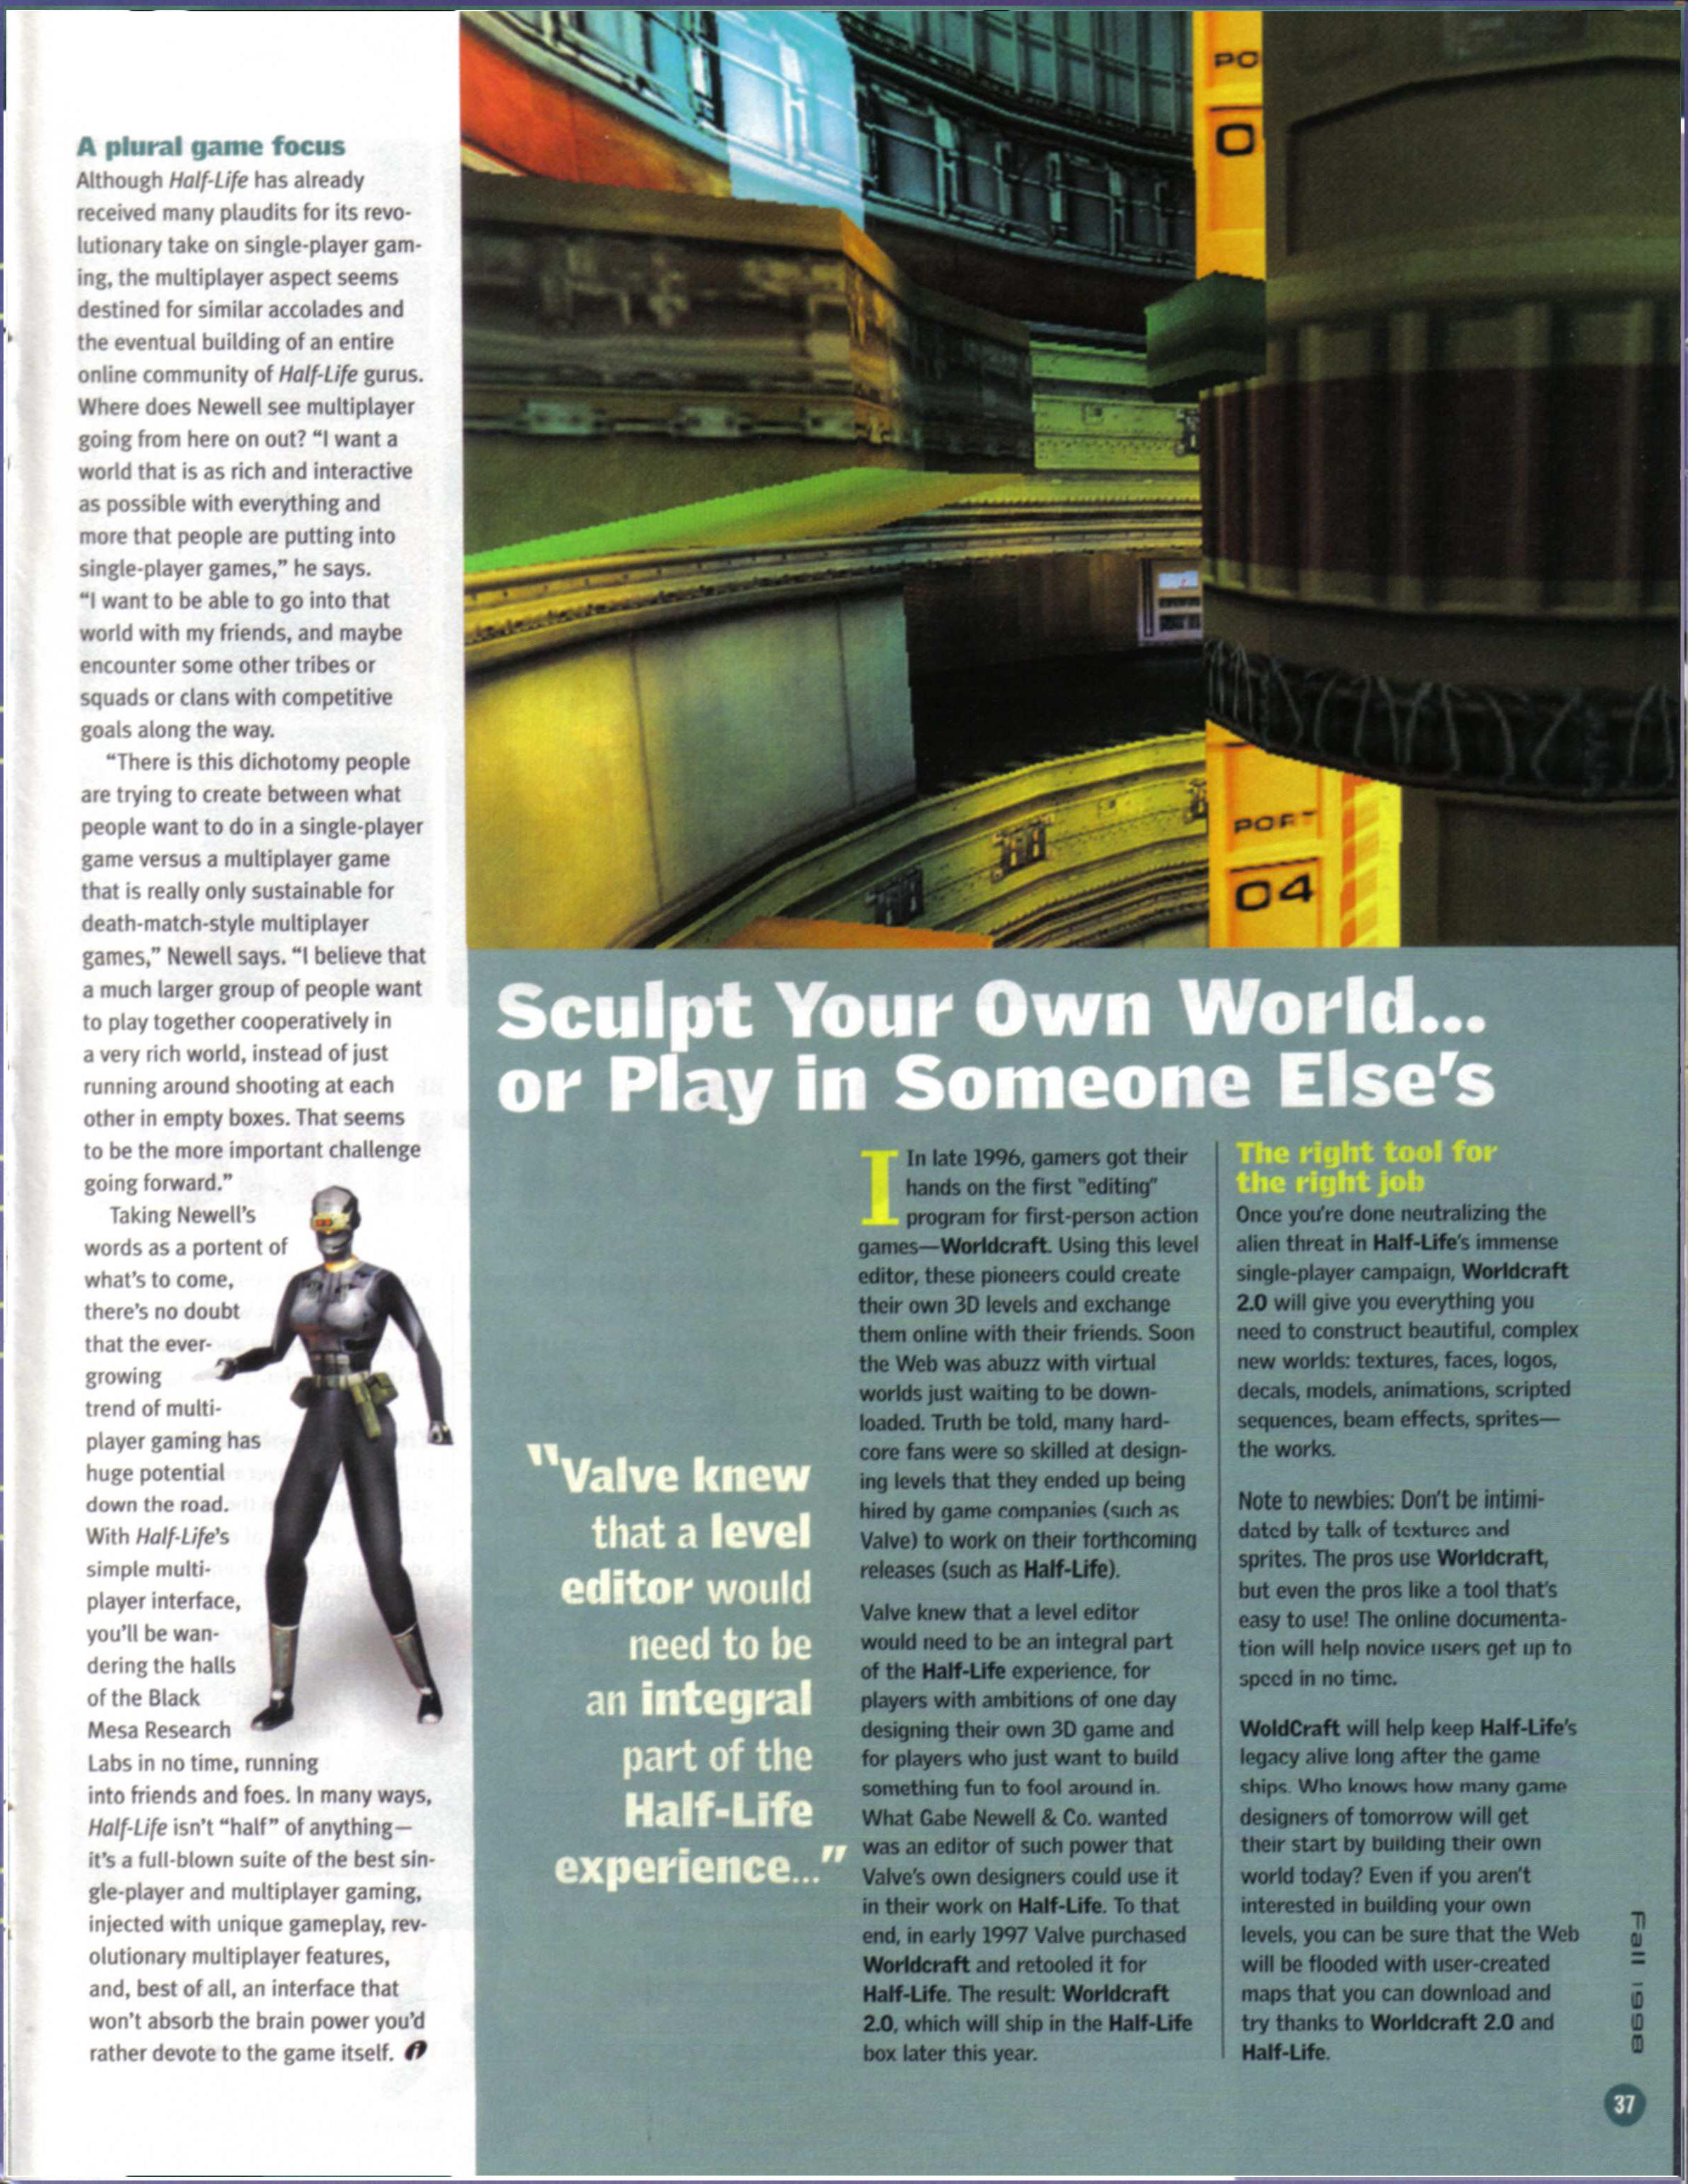 A plural game focus
Although Half-Life has already
received many plaudits for its revo-
lutionary take on single-player gam-
ing, the multiplayer aspect seems
destined for similar accolades and
the eventual building of an entire
online community of Half-Life gurus.
Where does Newell see multiplayer
going from here on out? “I want a
world that is as rich and interactive
as possible with everything and
more that people are putting into
single-player games,” he says.
“I want to be able to go into that
world with my friends, and maybe
encounter some other tribes or
squads or clans with competitive
goals along the way.
“There is this dichotomy people
are trying to create between what
people want to do in a single-player
game versus a multiplayer game
that is really only sustainable for
death-match-style multiplayer
games,” Newell says. “I believe that
a much larger group of people want
to play together cooperatively in
a very rich world, instead of just
running around shooting at each
other in empty boxes. That seems
to be the more important challenge
going forward.”
Taking Newell's
words as a portent of
what's to come,
there's no doubt
that the ever-
growing
trend of multi-
player gaming has
huge potential
down the road.
With Half-Life's
simple multi-
player interface,
you'll be wan-
dering the halls
of the Black
Mesa Research
Labs in no time, running
into friends and foes. In many ways,
Half-Life isn't “half” of anything—
it's a full-blown suite of the best sin-
gle-player and multiplayer gaming,
injected with unique gameplay, rev-
olutionary multiplayer features,
and, best of all, an interface that
won't absorb the brain power you'd
rather devote to the game itself.
PO
0
PORT
04
Sculpt Your Own World...
or Play in Someone Else's
"Valve knew
that a level
editor would
need to be
an integral
part of the
Half-Life
experience..."
I In late 1996, gamers got their
hands on the first "editing"
program for first-person action
games—Worldcraft. Using this level
editor, these pioneers could create
their own 3D levels and exchange
them online with their friends. Soon
the Web was abuzz with virtual
worlds just waiting to be down-
loaded. Truth be told, many hard-
core fans were so skilled at design-
ing levels that they ended up being
hired by game companies (such as
Valve) to work on their forthcoming
releases (such as Half-Life).
Valve knew that a level editor
would need to be an integral part
of the Half-Life experience, for
players with ambitions of one day
designing their own 3D game and
for players who just want to build
something fun to fool around in.
What Gabe Newell & Co. wanted
was an editor of such power that
Valve's own designers could use it
in their work on Half-Life. To that
end, in early 1997 Valve purchased
Worldcraft and retooled it for
Half-Life. The result: Worldcraft
2.0, which will ship in the Half-Life
box later this year.
The right tool for
the right job
Once you're done neutralizing the
alien threat in Half-Life's immense
single-player campaign, Worldcraft
2.0 will give you everything you
need to construct beautiful, complex
new worlds: textures, faces, logos,
decals, models, animations, scripted
sequences, beam effects, sprites—
the works.
Note to newbies: Don't be intimi-
dated by talk of textures and
sprites. The pros use Worldcraft,
but even the pros like a tool that's
easy to use! The online documenta-
tion will help novice users get up to
speed in no time.
WoldCraft will help keep Half-Life's
legacy alive long after the game
ships. Who knows how many game
designers of tomorrow will get
their start by building their own
world today? Even if you aren't
interested in building your own
levels, you can be sure that the Web
will be flooded with user-created
maps that you can download and
try thanks to Worldcraft 2.0 and
Half-Life.
Fall 1998
37